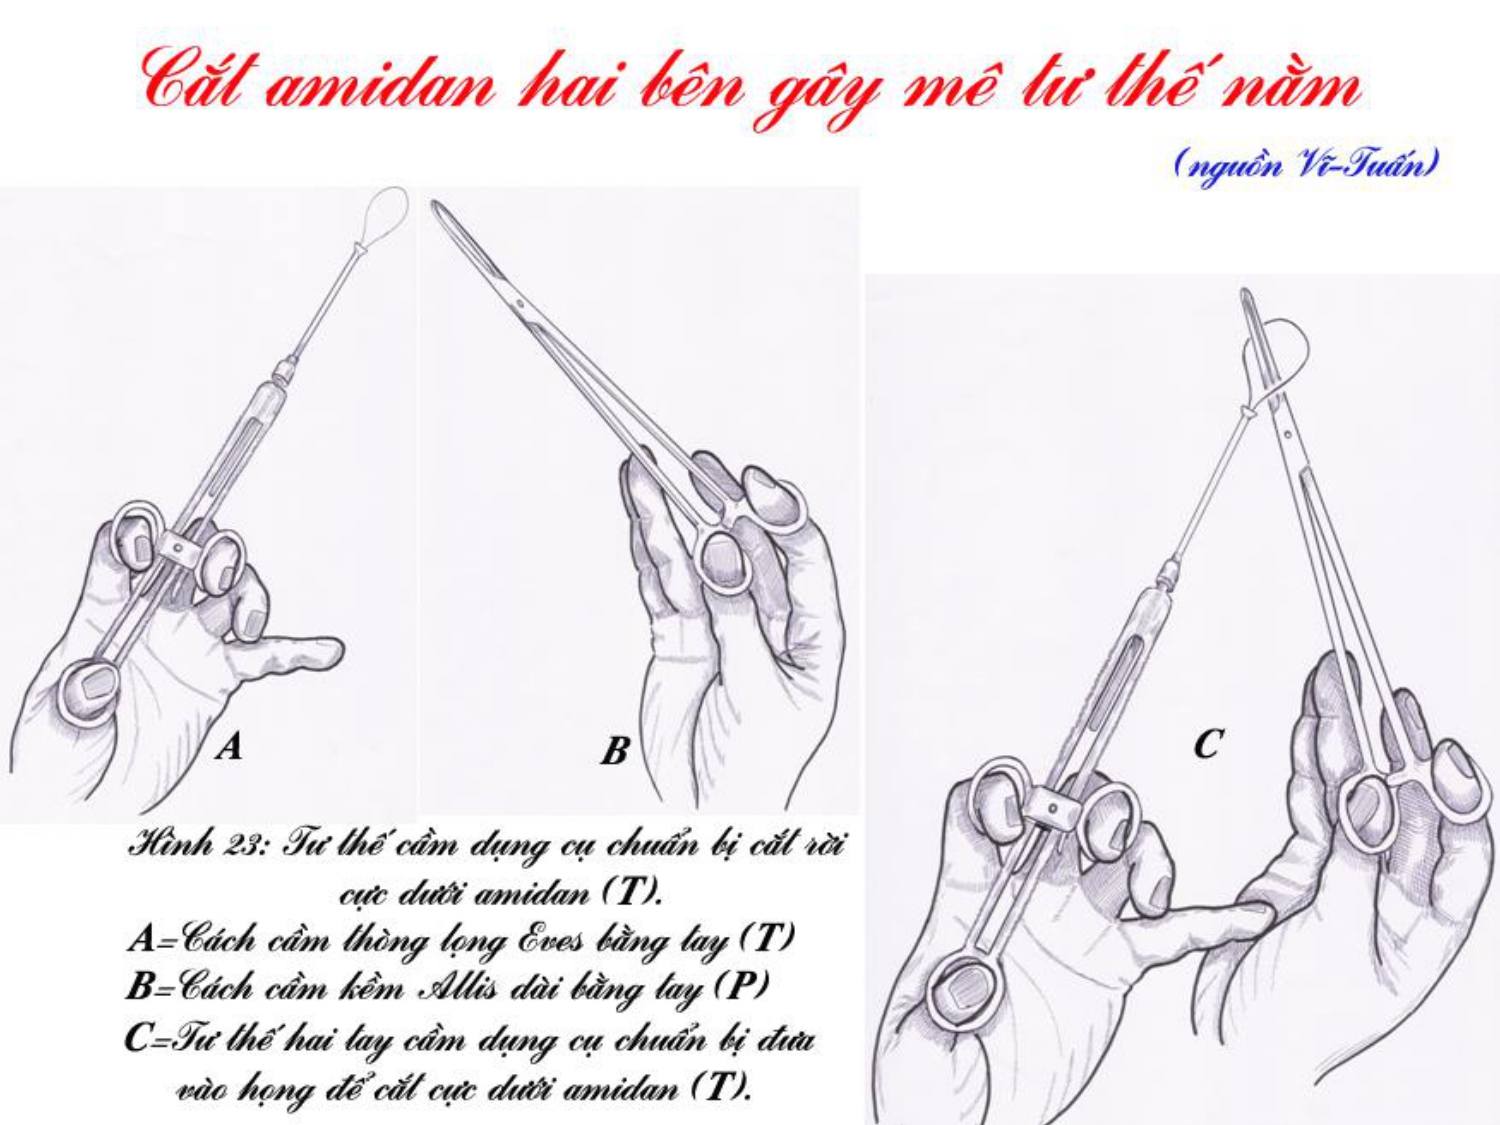 Cắt amidan hai bên gây mê tư thế nằm
(nguồn Vĩ-Tuấn)
A
B
C
Hình 23: Tư thế cầm dụng cụ chuẩn bị cắt rời
cực dưới amidan (T).
A=Cách cầm thòng lọng Eves bằng tay (T)
B=Cách cầm kềm Allis dài bằng tay (P)
C=Tư thế hai tay cầm dụng cụ chuẩn bị đưa
vào họng để cắt cực dưới amidan (T).